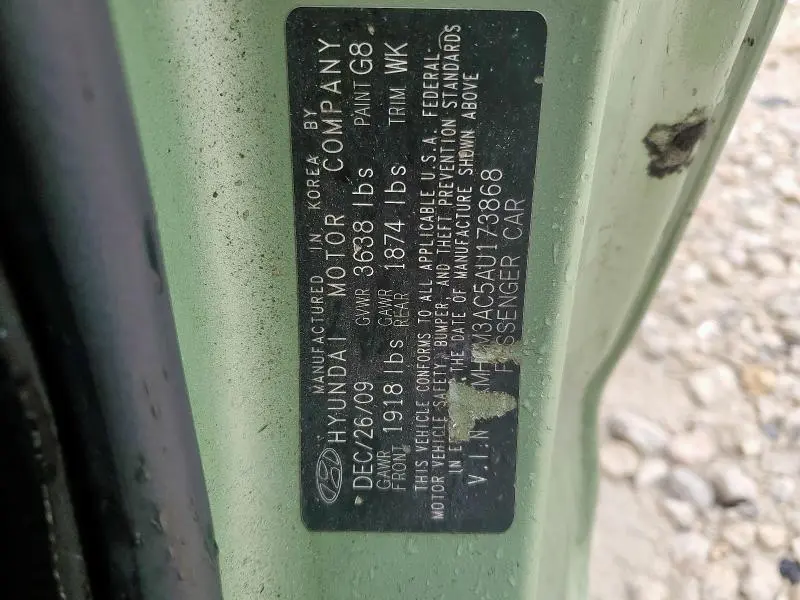 MANUFACTURED IN KOREA BY
HYUNDAI MOTOR COMPANY
DEC/26/09 GVWR 3638 lbs PAINT G8
GAWR FRONT 1918 lbs GAWR REAR 1874 lbs TRIM WK
THIS VEHICLE CONFORMS TO ALL APPLICABLE U.S.A. FEDERAL
MOTOR VEHICLE SAFETY, BUMPER, AND THEFT PREVENTION STANDARDS
IN THE DATE OF MANUFACTURE SHOWN ABOVE
V.I.N
PASSENGER CAR